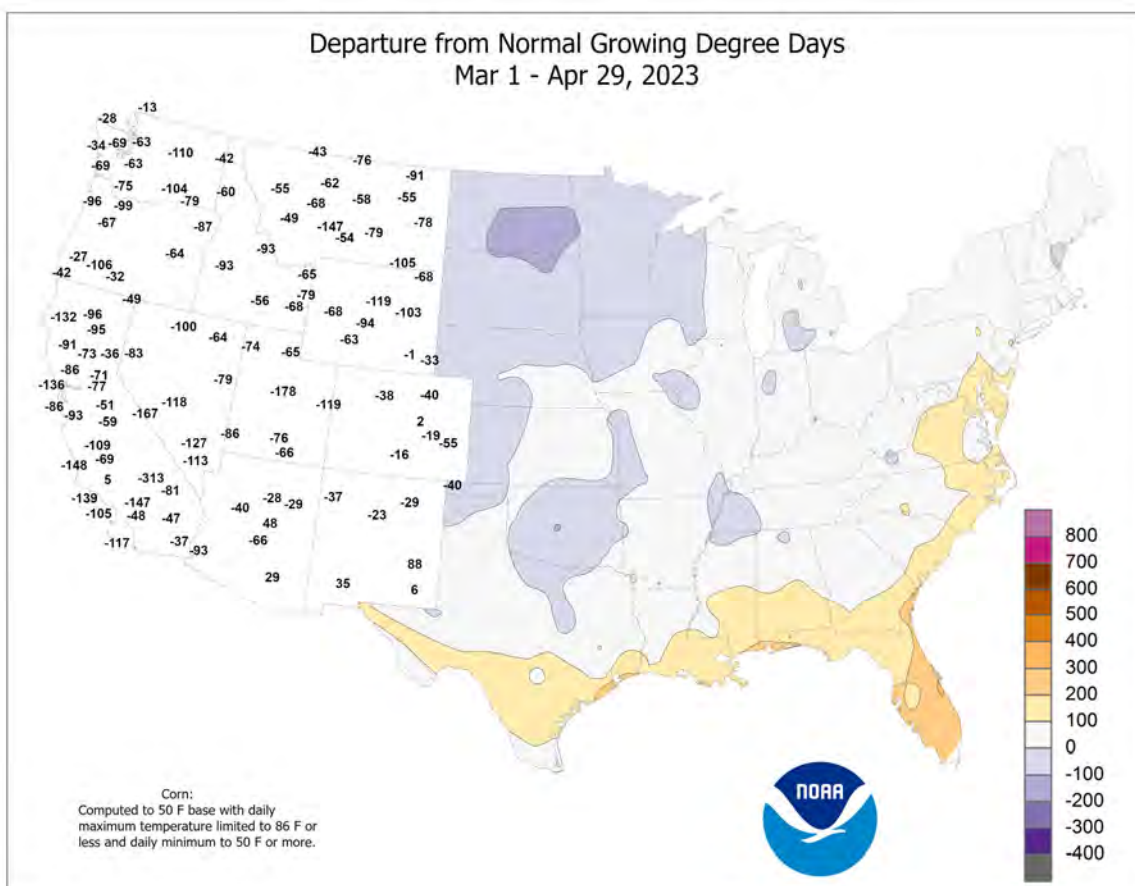 Departure from Normal Growing Degree Days
Mar 1 - Apr 29, 2023
-28 -13
-34 -69 -63 -110 -42 -43 -76
-69 -63 -91
-75 -104 -60 -55 -62 -55
-96 -99 -79 -68 -58
-67 -87 -49 -147 -79 -78
-54
-27 -64 -93
-42 -106 -32 -93 -65 -105 -68
-49 -56 -79 -119
-132 -96 -68 -68 -103
-95 -100 -94
-91 -64 -63
-73 -36 -83 -74 -65 -1 -33
-86 -71
-136 -77 -79 -178 -38 -40
-86 -51 -118 -119
-93 -59 -167 2
-86 -76 -19
-109 -127 -66 -16 -55
-148 -69 -113
5 -313 -40
-139 -147 -81 -28 -29 -37 -29
-105 -48 -47 -40 48 -23
-117 -37 -93 -66
88
29 35 6
800
700
600
500
400
300
200
100
0
-100
-200
-300
-400
NOAA
Corn:
Computed to 50 F base with daily
maximum temperature limited to 86 F or
less and daily minimum to 50 F or more.